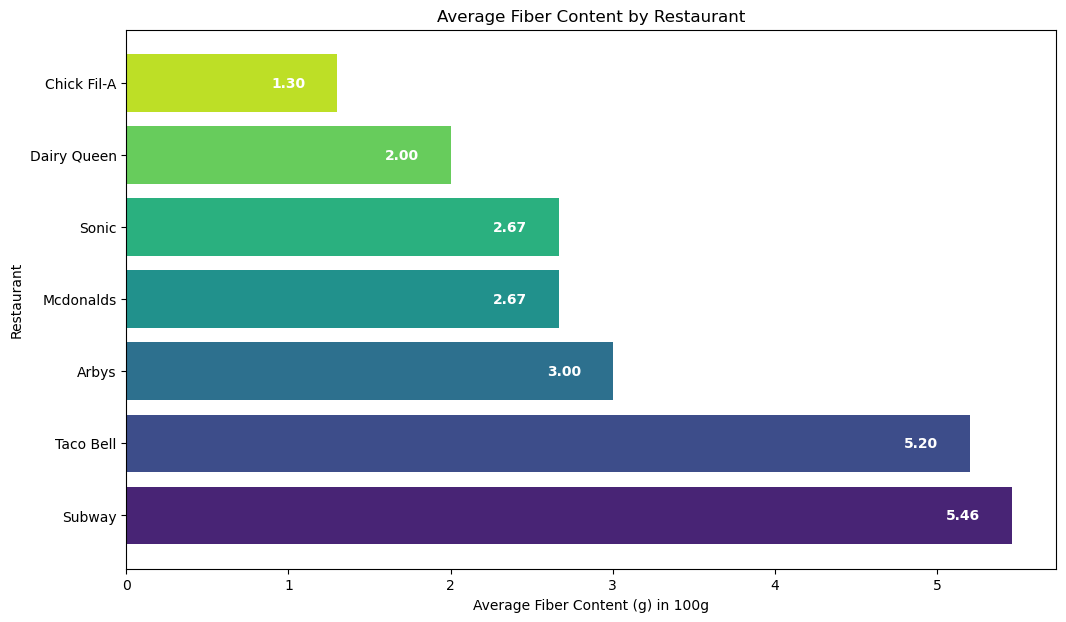 Average Fiber Content by Restaurant
Restaurant
Chick Fil-A 1.30
Dairy Queen 2.00
Sonic 2.67
Mcdonalds 2.67
Arbys 3.00
Taco Bell 5.20
Subway 5.46
0 1 2 3 4 5
Average Fiber Content (g) in 100g